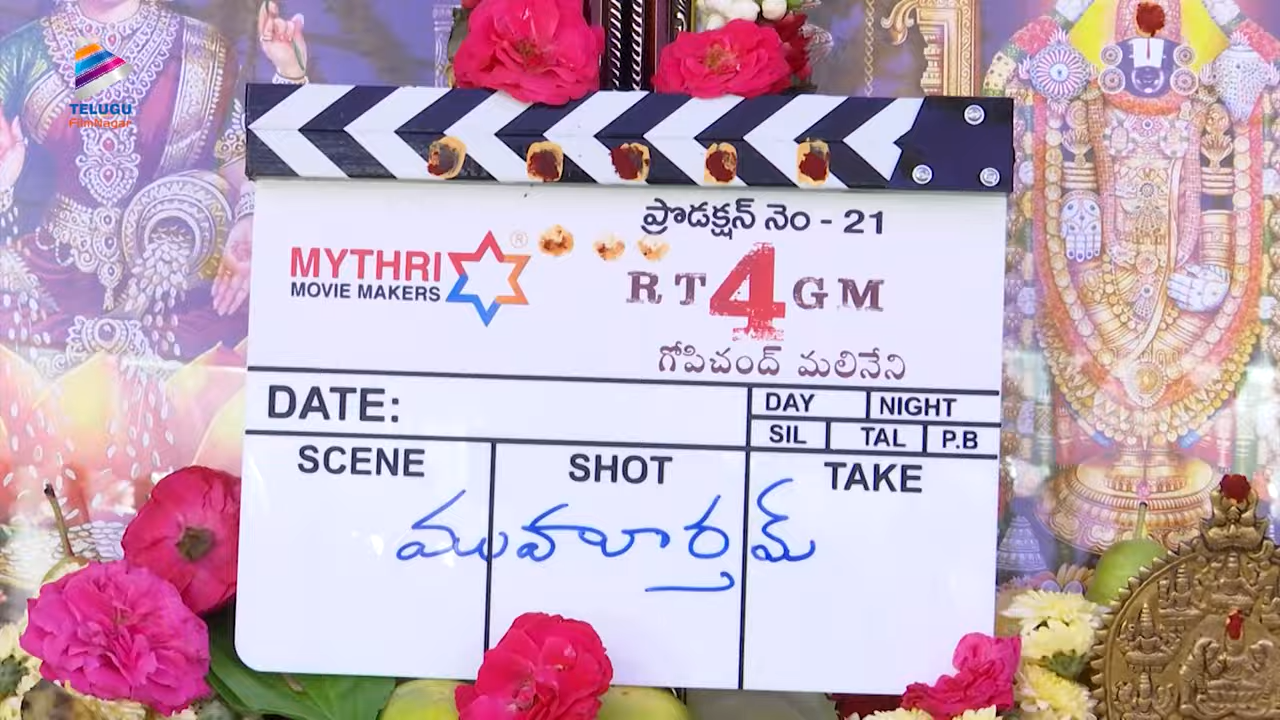 TELUGU
FilmNagar
ప్రొడక్షన్ నెం - 21
MYTHRI
MOVIE MAKERS
®
RT4GM
గోపీచంద్ మలినేని
DATE:
DAY NIGHT
SIL TAL P.B
SCENE SHOT TAKE
ముహూర్తమ్